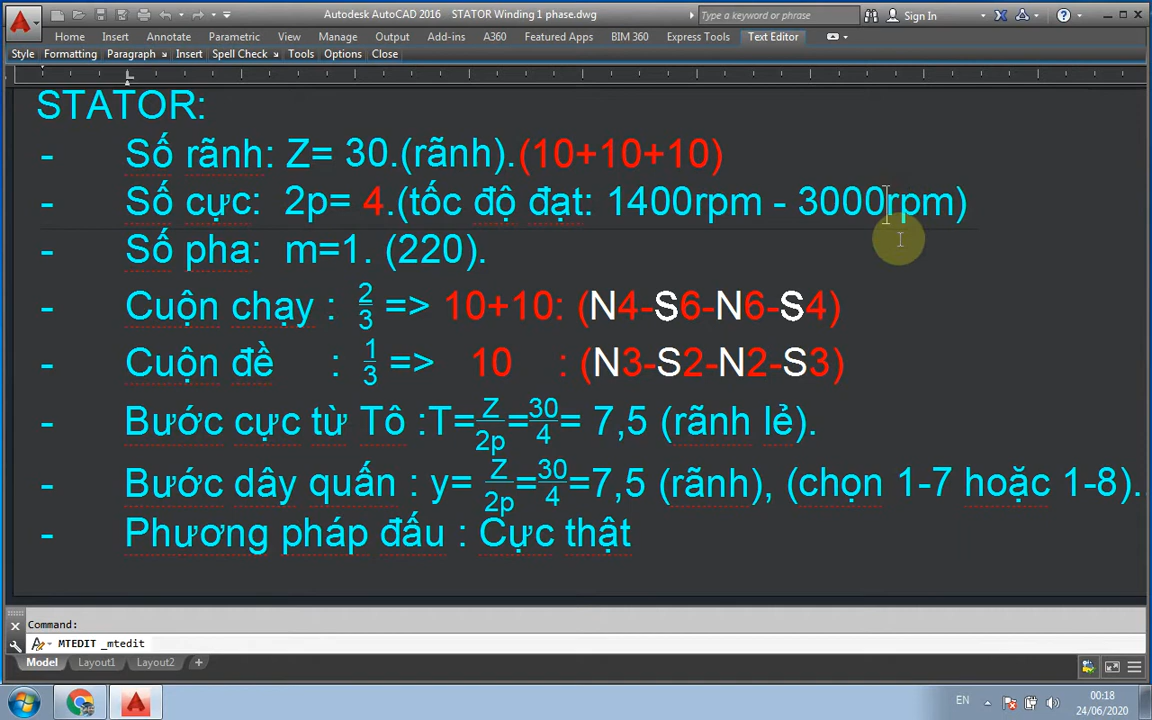 Autodesk AutoCAD 2016 STATOR Winding 1 phase.dwg
Type a keyword or phrase
Sign In
Home Insert Annotate Parametric View Manage Output Add-ins A360 Featured Apps BIM 360 Express Tools Text Editor
Style Formatting Paragraph Insert Spell Check Tools Options Close
STATOR:
- Số rãnh: Z= 30.(rãnh).(10+10+10)
- Số cực: 2p= 4.(tốc độ đạt: 1400rpm - 3000rpm)
- Số pha: m=1. (220).
- Cuộn chạy : 2/3 => 10+10: (N4-S6-N6-S4)
- Cuộn đề : 1/3 => 10 : (N3-S2-N2-S3)
- Bước cực từ Tô :T=Z/2p=30/4= 7,5 (rãnh lẻ).
- Bước dây quấn : y= Z/2p=30/4=7,5 (rãnh), (chọn 1-7 hoặc 1-8)..
- Phương pháp đấu : Cực thật
Command:
MTEDIT _mtedit
Model Layout1 Layout2 +
EN
00:18
24/06/2020